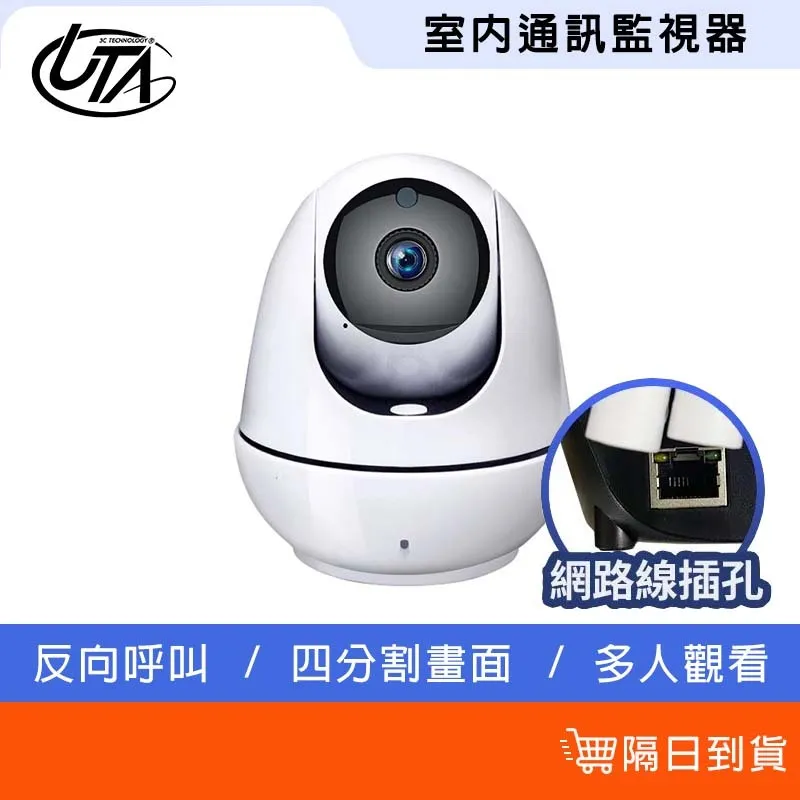 3C TECHNOLOGY®
UTA
室內通訊監視器
網路線插孔
反向呼叫 / 四分割畫面 / 多人觀看
隔日到貨